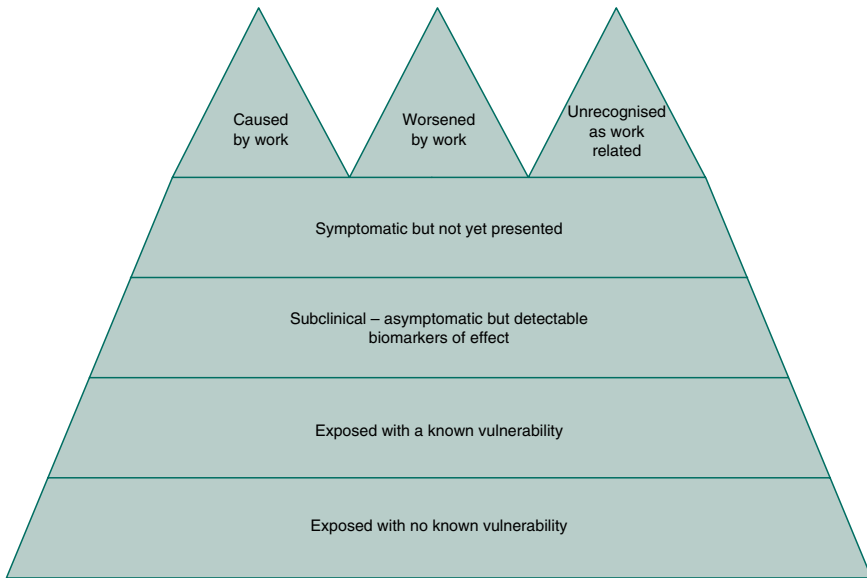 Caused
by work
Worsened
by work
Unrecognised
as work
related
Symptomatic but not yet presented
Subclinical – asymptomatic but detectable
biomarkers of effect
Exposed with a known vulnerability
Exposed with no known vulnerability